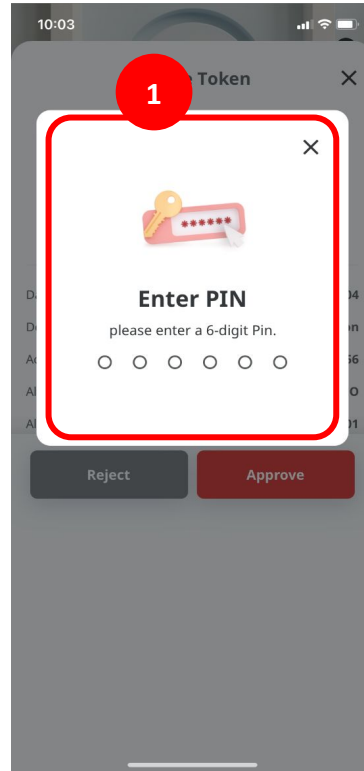 10:03
Token
1
******
Enter PIN
please enter a 6-digit Pin.
Reject
Approve